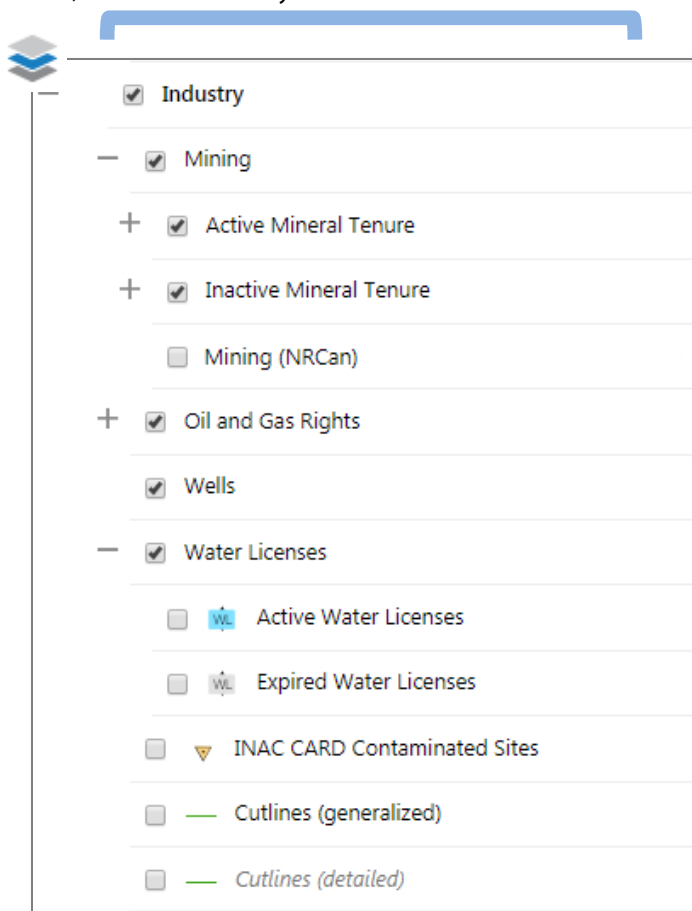 Industry
Mining
Active Mineral Tenure
Inactive Mineral Tenure
Mining (NRCan)
Oil and Gas Rights
Wells
Water Licenses
WL Active Water Licenses
WL Expired Water Licenses
INAC CARD Contaminated Sites
Cutlines (generalized)
Cutlines (detailed)